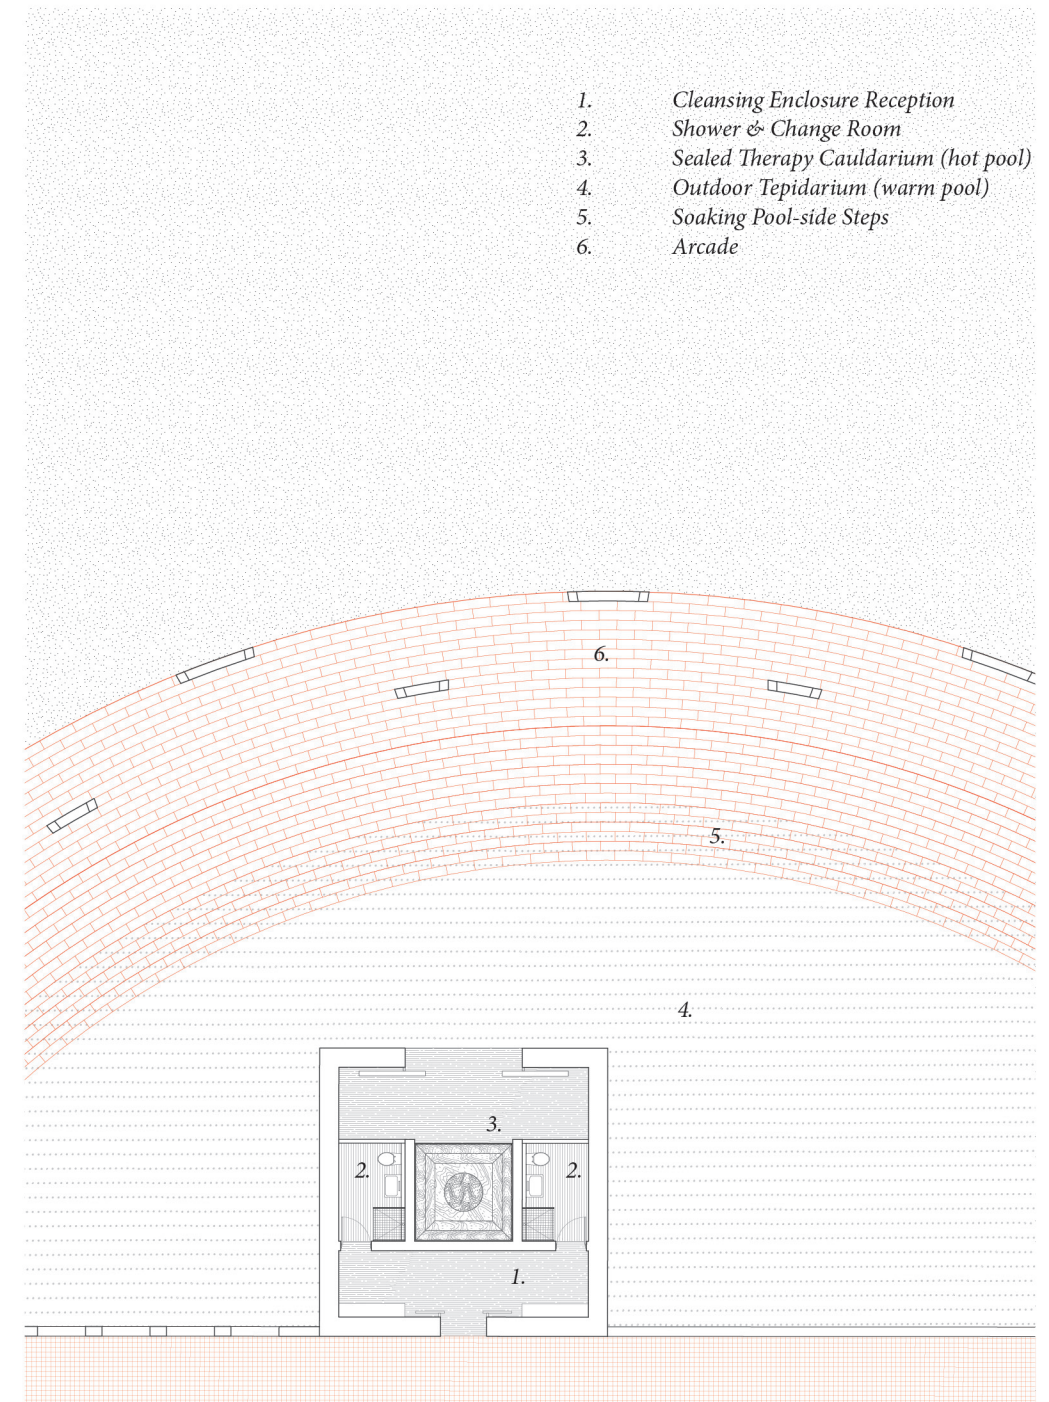 1. Cleansing Enclosure Reception
2. Shower & Change Room
3. Sealed Therapy Cauldarium (hot pool)
4. Outdoor Tepidarium (warm pool)
5. Soaking Pool-side Steps
6. Arcade
6.
5.
4.
3.
2.
2.
1.